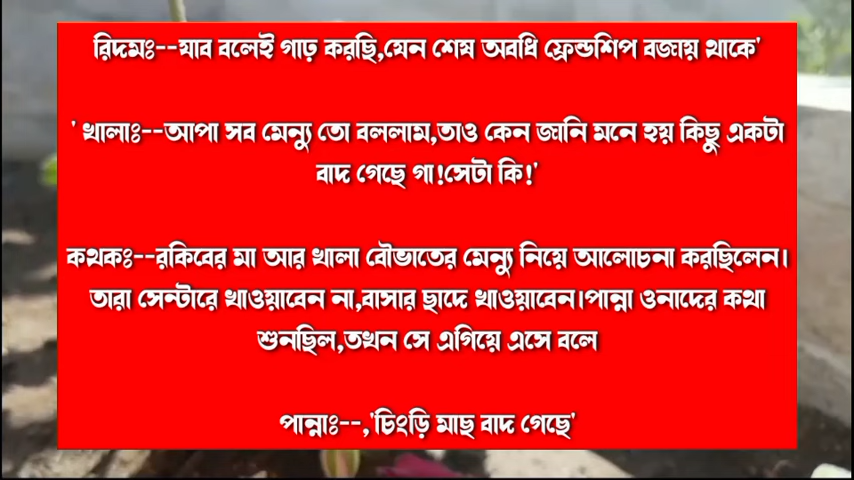 রিদমঃ--যাব বলেই গাঢ় করছি,যেন শেষ অবধি ফ্রেন্ডশিপ বজায় থাকে'
' খালাঃ--আপা সব মেন্যু তো বললাম,তাও কেন জানি মনে হয় কিছু একটা
বাদ গেছে গা!সেটা কি!'
কথকঃ--রকিবের মা আর খালা বৌভাতের মেন্যু নিয়ে আলোচনা করছিলেন।
তারা সেন্টারে খাওয়াবেন না,বাসার ছাদে খাওয়াবেন।পান্না ওনাদের কথা
শুনছিল,তখন সে এগিয়ে এসে বলে
পান্নাঃ--,'চিংড়ি মাছ বাদ গেছে'